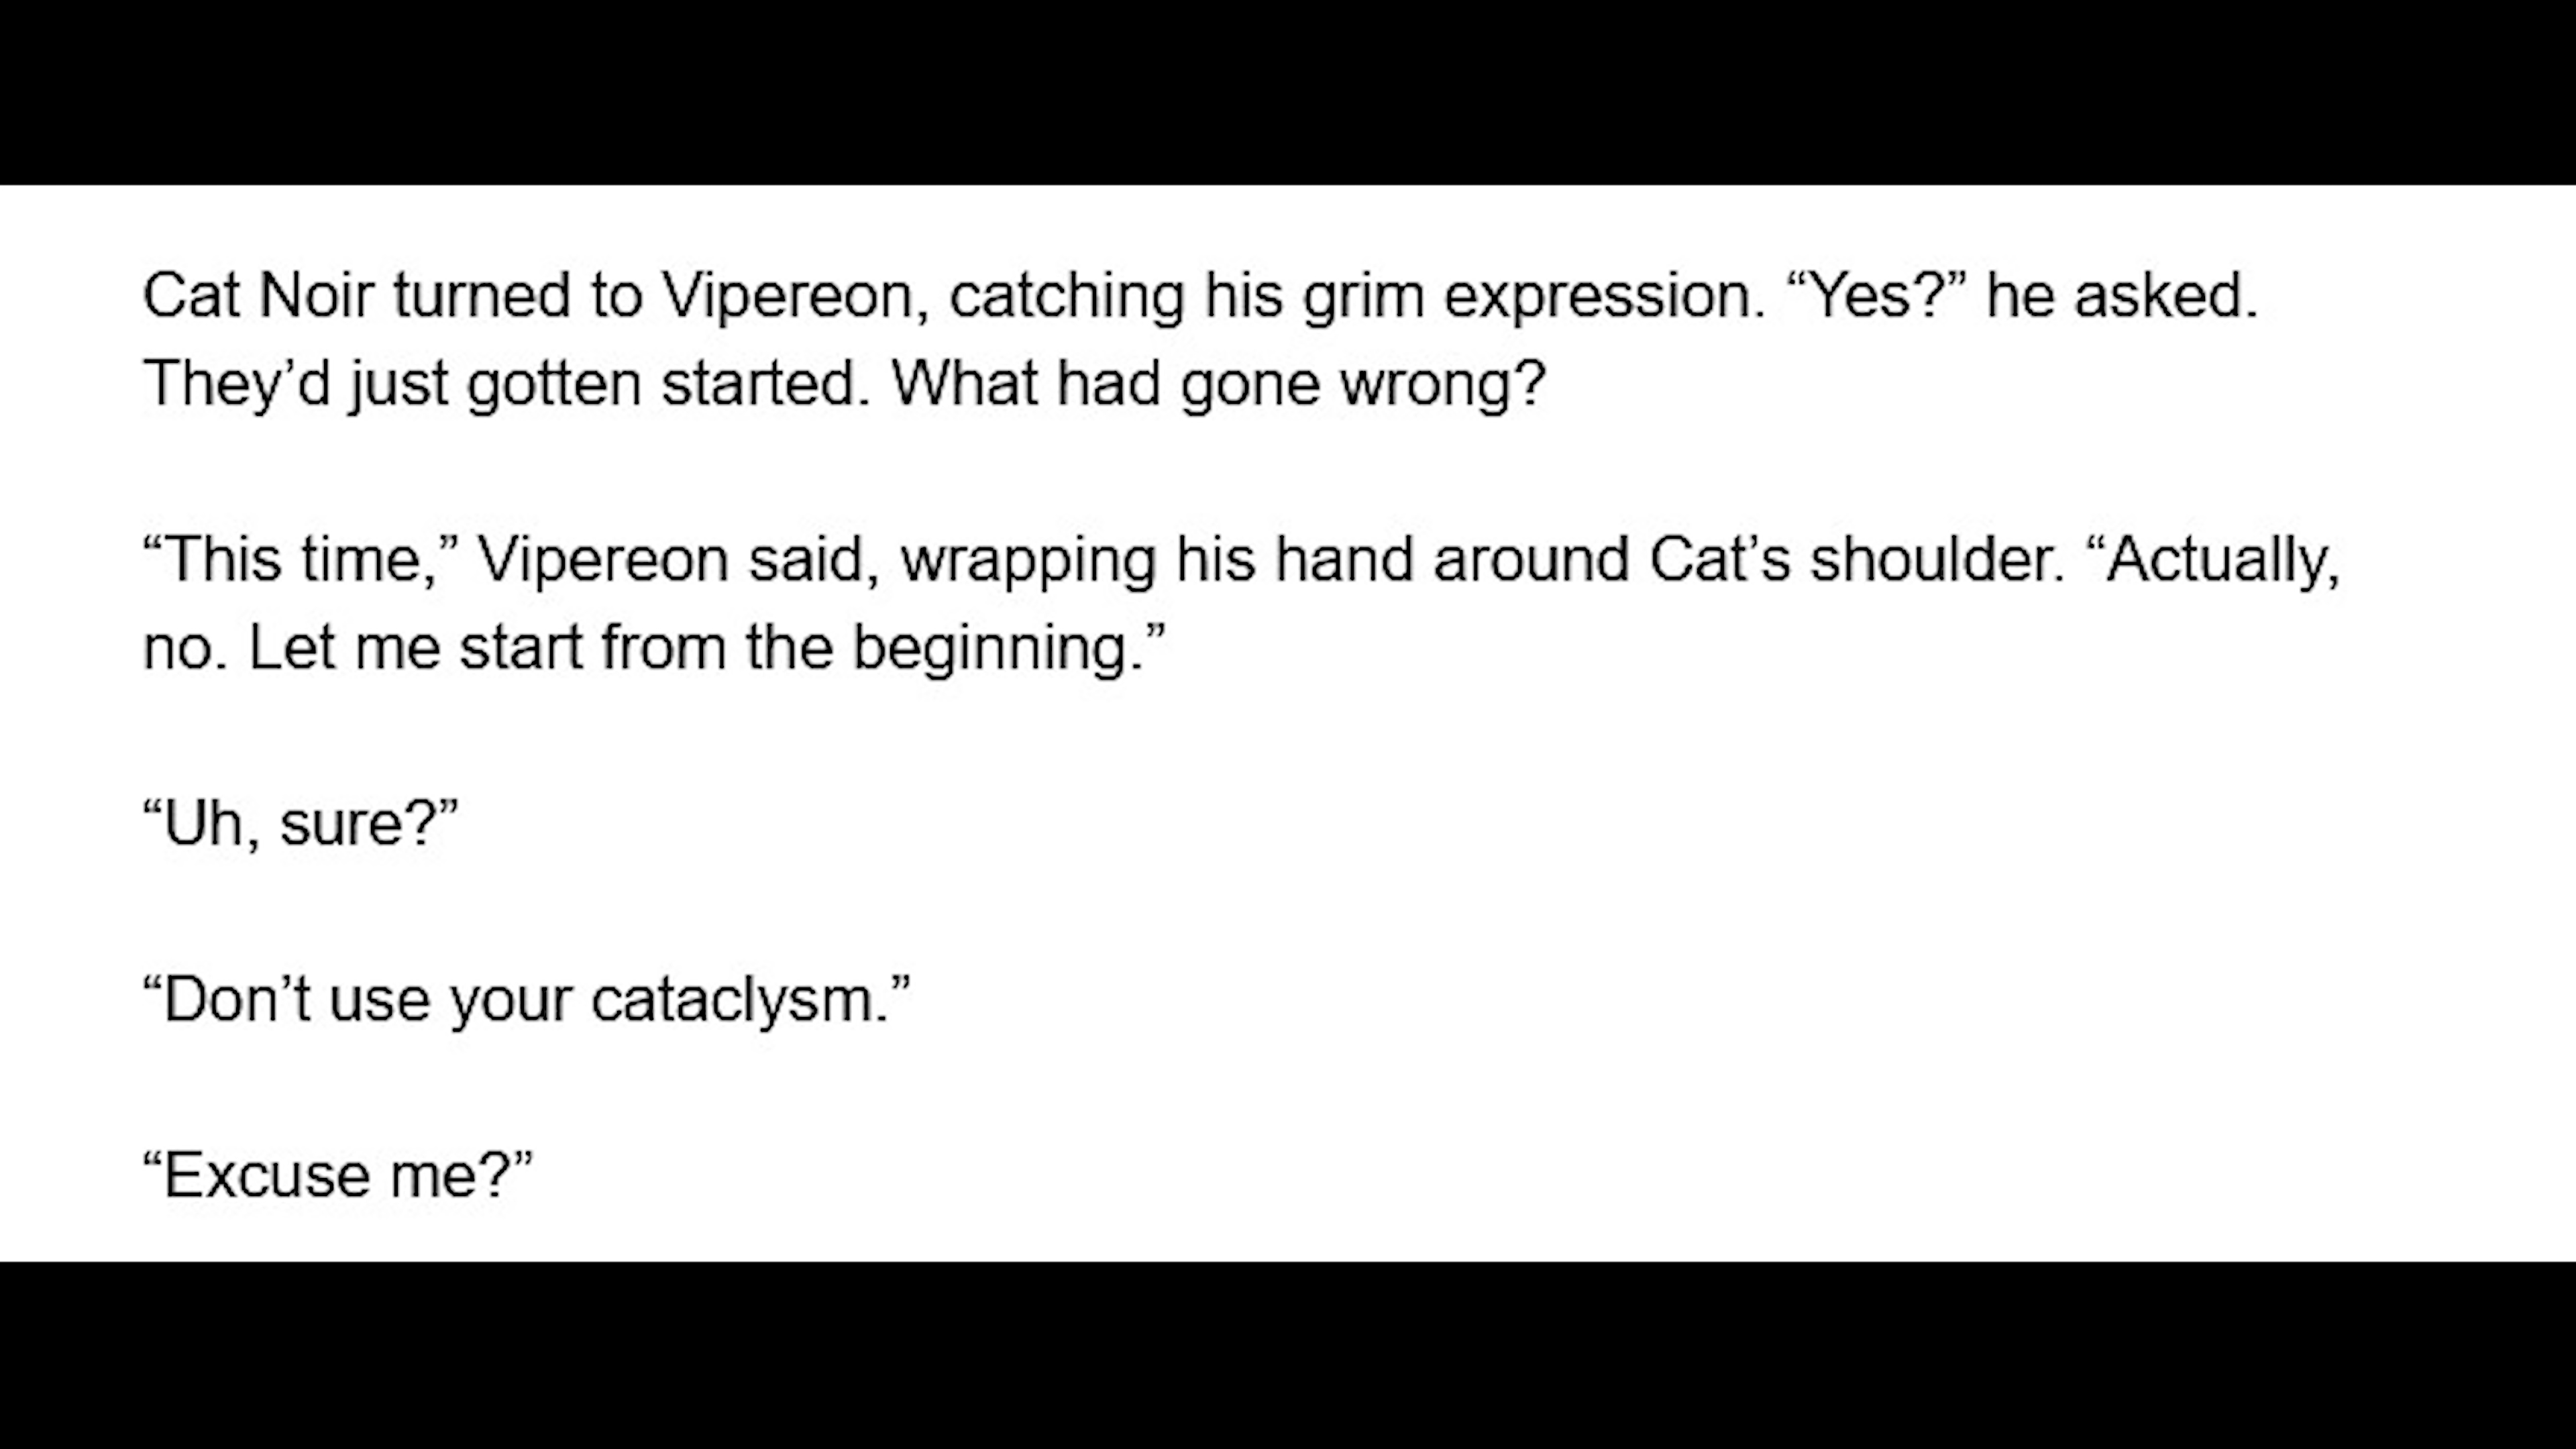 Cat Noir turned to Vipereon, catching his grim expression. “Yes?” he asked.
They’d just gotten started. What had gone wrong?
“This time,” Vipereon said, wrapping his hand around Cat’s shoulder. “Actually,
no. Let me start from the beginning.”
“Uh, sure?”
“Don’t use your cataclysm.”
“Excuse me?”